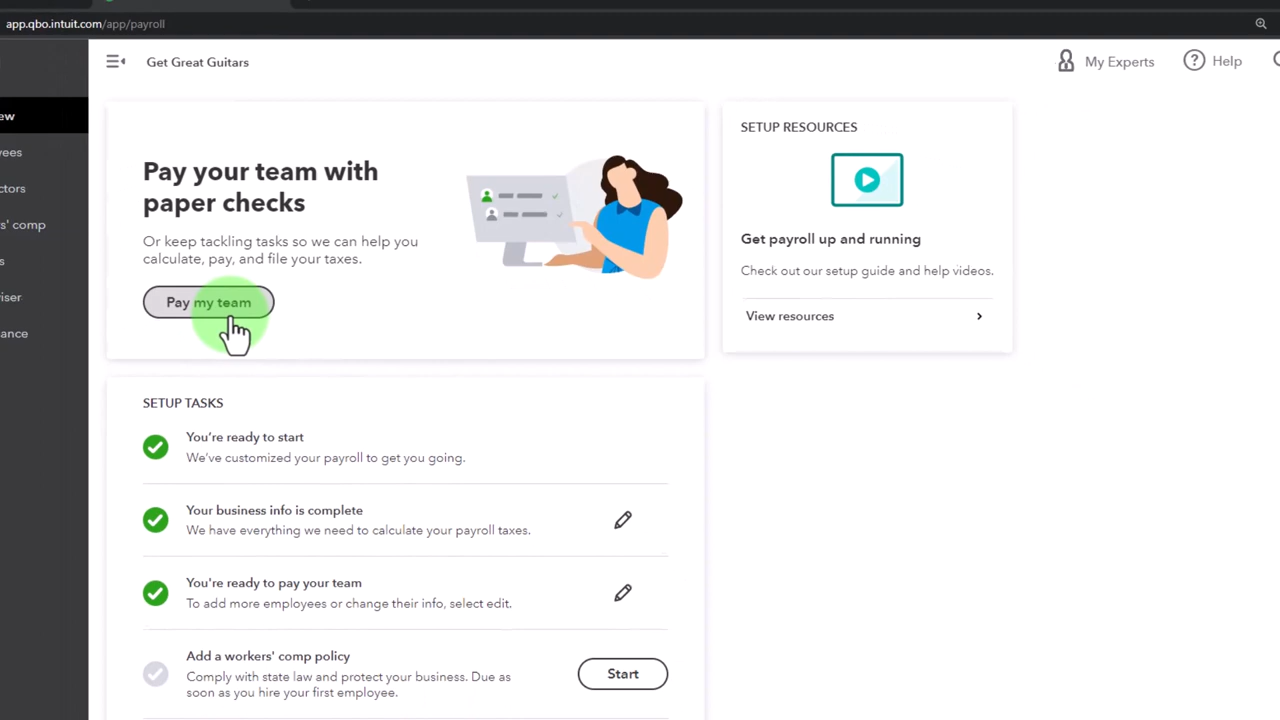 app.qbo.intuit.com/app/payroll
Get Great Guitars
My Experts
Help
ew
ees
ctors
s' comp
s
iser
ance
Pay your team with
paper checks
Or keep tackling tasks so we can help you
calculate, pay, and file your taxes.
Pay my team
SETUP RESOURCES
Get payroll up and running
Check out our setup guide and help videos.
View resources
SETUP TASKS
You're ready to start
We've customized your payroll to get you going.
Your business info is complete
We have everything we need to calculate your payroll taxes.
You're ready to pay your team
To add more employees or change their info, select edit.
Add a workers' comp policy
Comply with state law and protect your business. Due as
soon as you hire your first employee.
Start